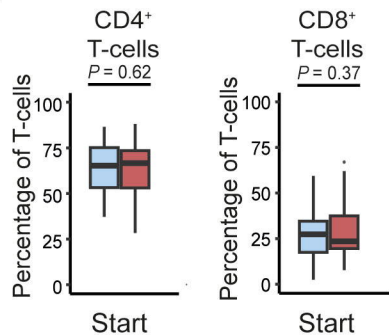 CD4⁺
T-cells
P = 0.62
Percentage of T-cells
100
75
50
25
0
Start
CD8⁺
T-cells
P = 0.37
Percentage of T-cells
100
75
50
25
0
Start